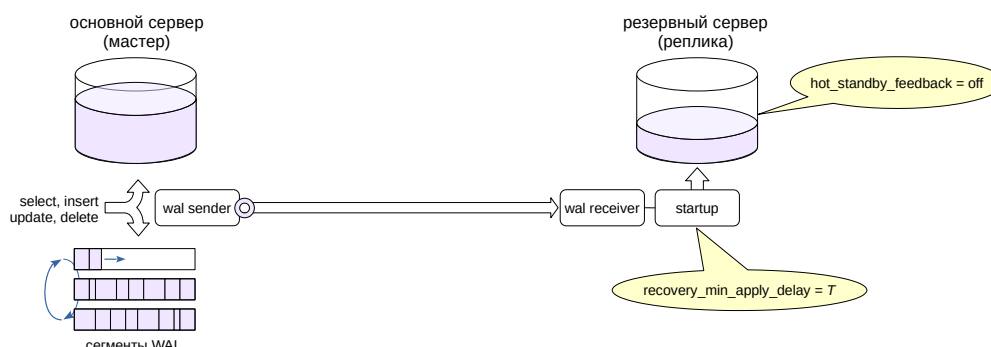 основной сервер
(мастер)
резервный сервер
(реплика)
hot_standby_feedback = off
select, insert
update, delete
wal sender
wal receiver
startup
recovery_min_apply_delay = T
сегменты WAL